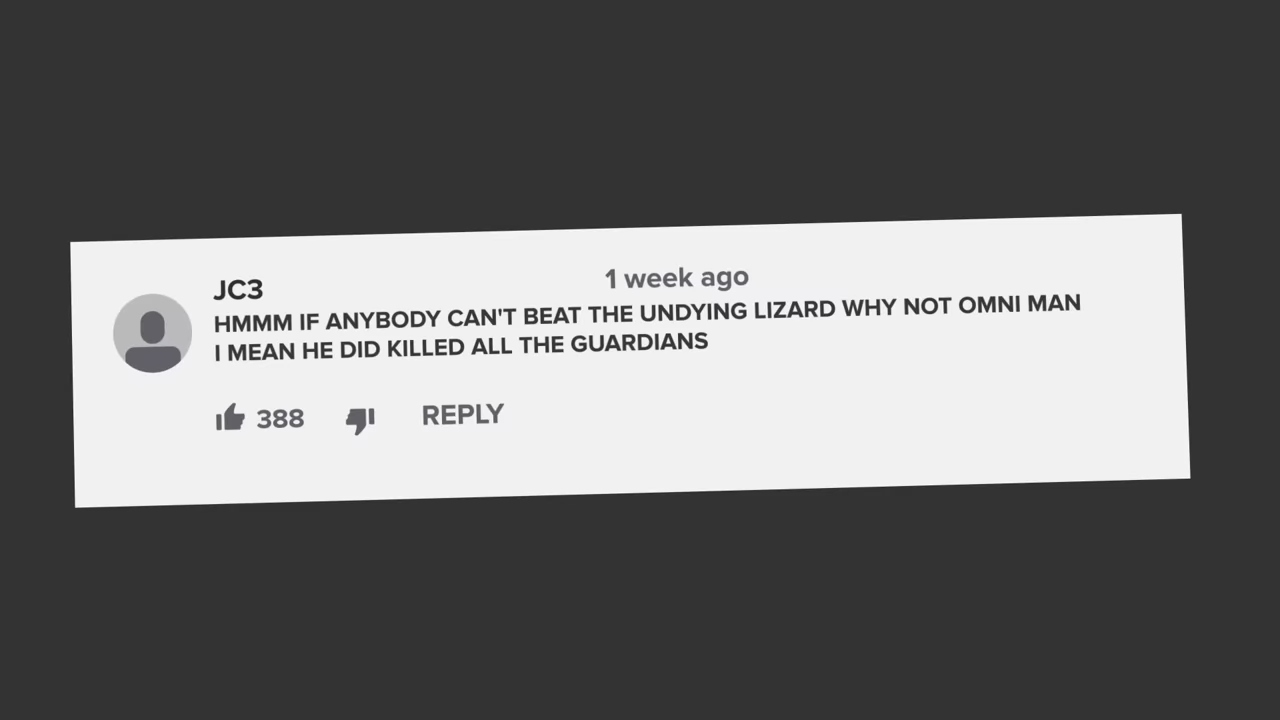 JC3
1 week ago
HMMM IF ANYBODY CAN'T BEAT THE UNDYING LIZARD WHY NOT OMNI MAN
I MEAN HE DID KILLED ALL THE GUARDIANS
388
REPLY